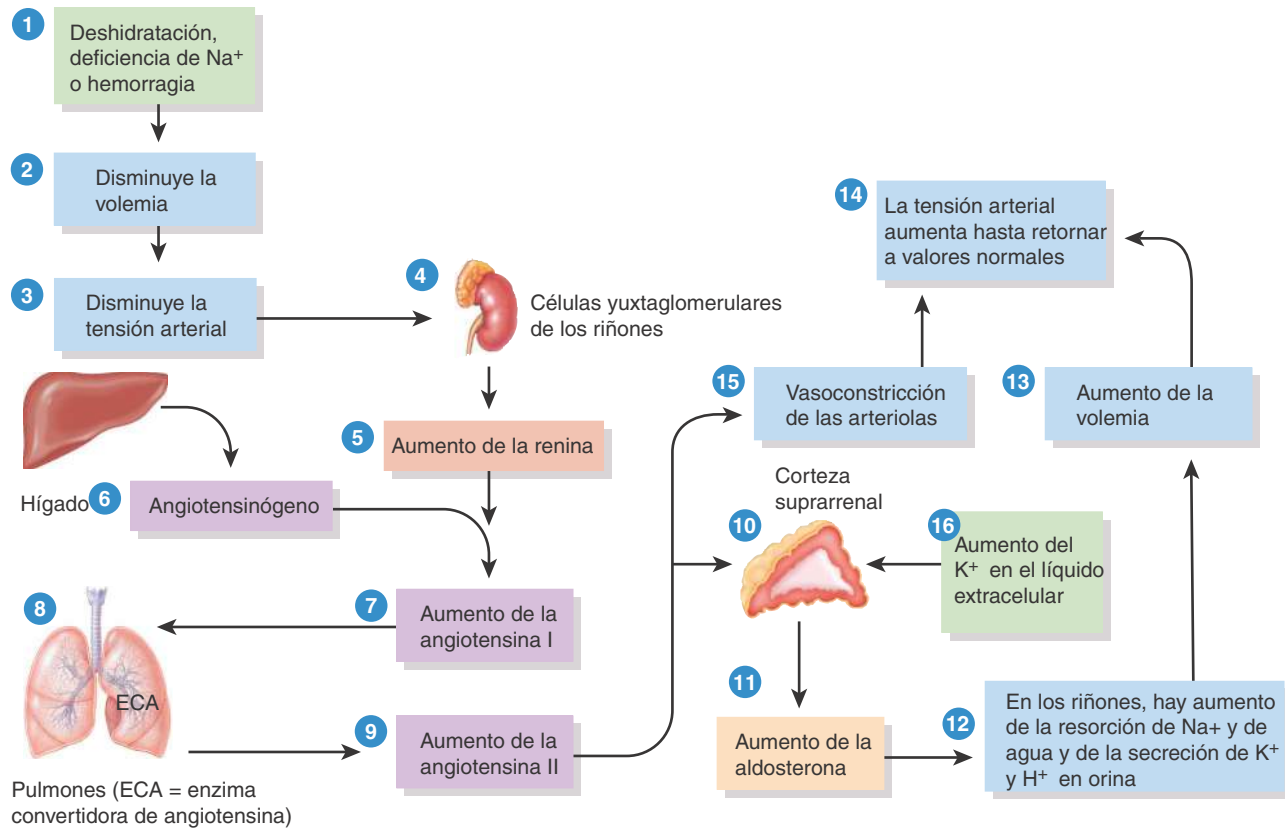 1
Deshidratación,
deficiencia de Na+
o hemorragia
2
Disminuye la
volemia
3
Disminuye la
tensión arterial
4
Células yuxtaglomerulares
de los riñones
5
Aumento de la renina
Hígado
6
Angiotensinógeno
7
Aumento de la
angiotensina I
8
ECA
Pulmones (ECA = enzima
convertidora de angiotensina)
9
Aumento de la
angiotensina II
10
Corteza
suprarrenal
11
Aumento de la
aldosterona
12
En los riñones, hay aumento
de la resorción de Na+ y de
agua y de la secreción de K+
y H+ en orina
13
Aumento de la
volemia
14
La tensión arterial
aumenta hasta retornar
a valores normales
15
Vasoconstricción
de las arteriolas
16
Aumento del
K+ en el líquido
extracelular